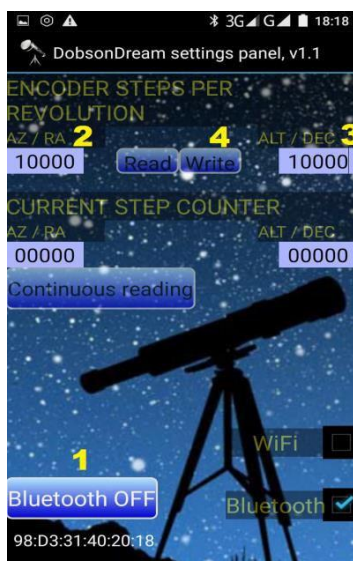 3G G 18:18
DobsonDream settings panel, v1.1
ENCODER STEPS PER
REVOLUTION
AZ / RA 2 4 ALT / DEC 3
10000 Read Write 10000
CURRENT STEP COUNTER
AZ / RA ALT / DEC
00000 00000
Continuous reading
WiFi
1
Bluetooth OFF
Bluetooth
98:D3:31:40:20:18